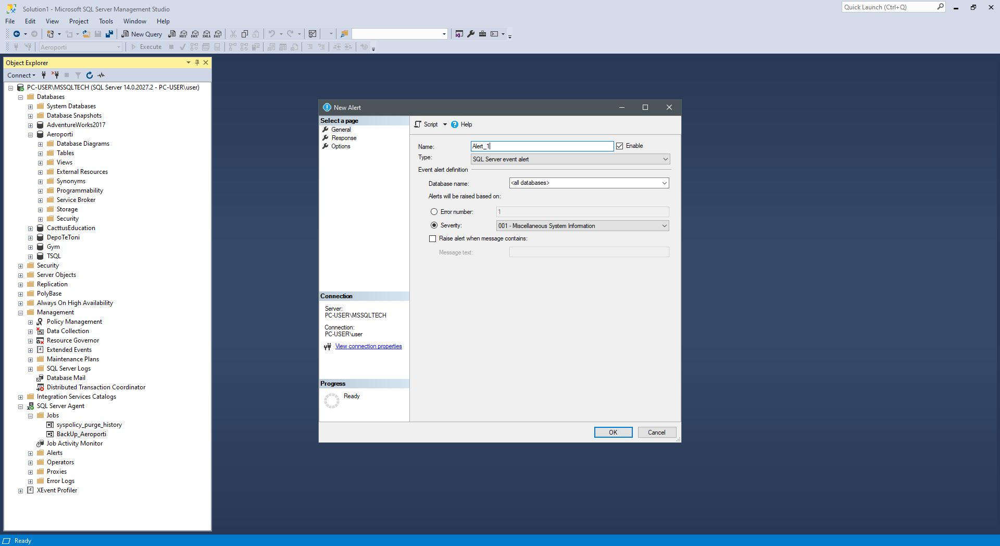 Solution1 - Microsoft SQL Server Management Studio
Quick Launch (Ctrl+Q)
File Edit View Project Tools Window Help
New Query MDX DMX XMLA DAX
Aeroporti Execute
Object Explorer
Connect
PC-USER\MSSQLTECH (SQL Server 14.0.2027.2 - PC-USER\user)
Databases
System Databases
Database Snapshots
AdventureWorks2017
Aeroporti
Database Diagrams
Tables
Views
External Resources
Synonyms
Programmability
Service Broker
Storage
Security
CacttusEducation
DepoTeToni
Gym
TSQL
Security
Server Objects
Replication
PolyBase
Always On High Availability
Management
Policy Management
Data Collection
Resource Governor
Extended Events
Maintenance Plans
SQL Server Logs
Database Mail
Distributed Transaction Coordinator
Integration Services Catalogs
SQL Server Agent
Jobs
syspolicy_purge_history
BackUp_Aeroporti
Job Activity Monitor
Alerts
Operators
Proxies
Error Logs
XEvent Profiler
New Alert
Select a page
General
Response
Options
Connection
Server:
PC-USER\MSSQLTECH
Connection:
PC-USER\user
View connection properties
Progress
Ready
Script Help
Name: Alert_1 Enable
Type: SQL Server event alert
Event alert definition
Database name: <all databases>
Alerts will be raised based on:
Error number: 1
Severity: 001 - Miscellaneous System Information
Raise alert when message contains:
Message text:
OK Cancel
Ready